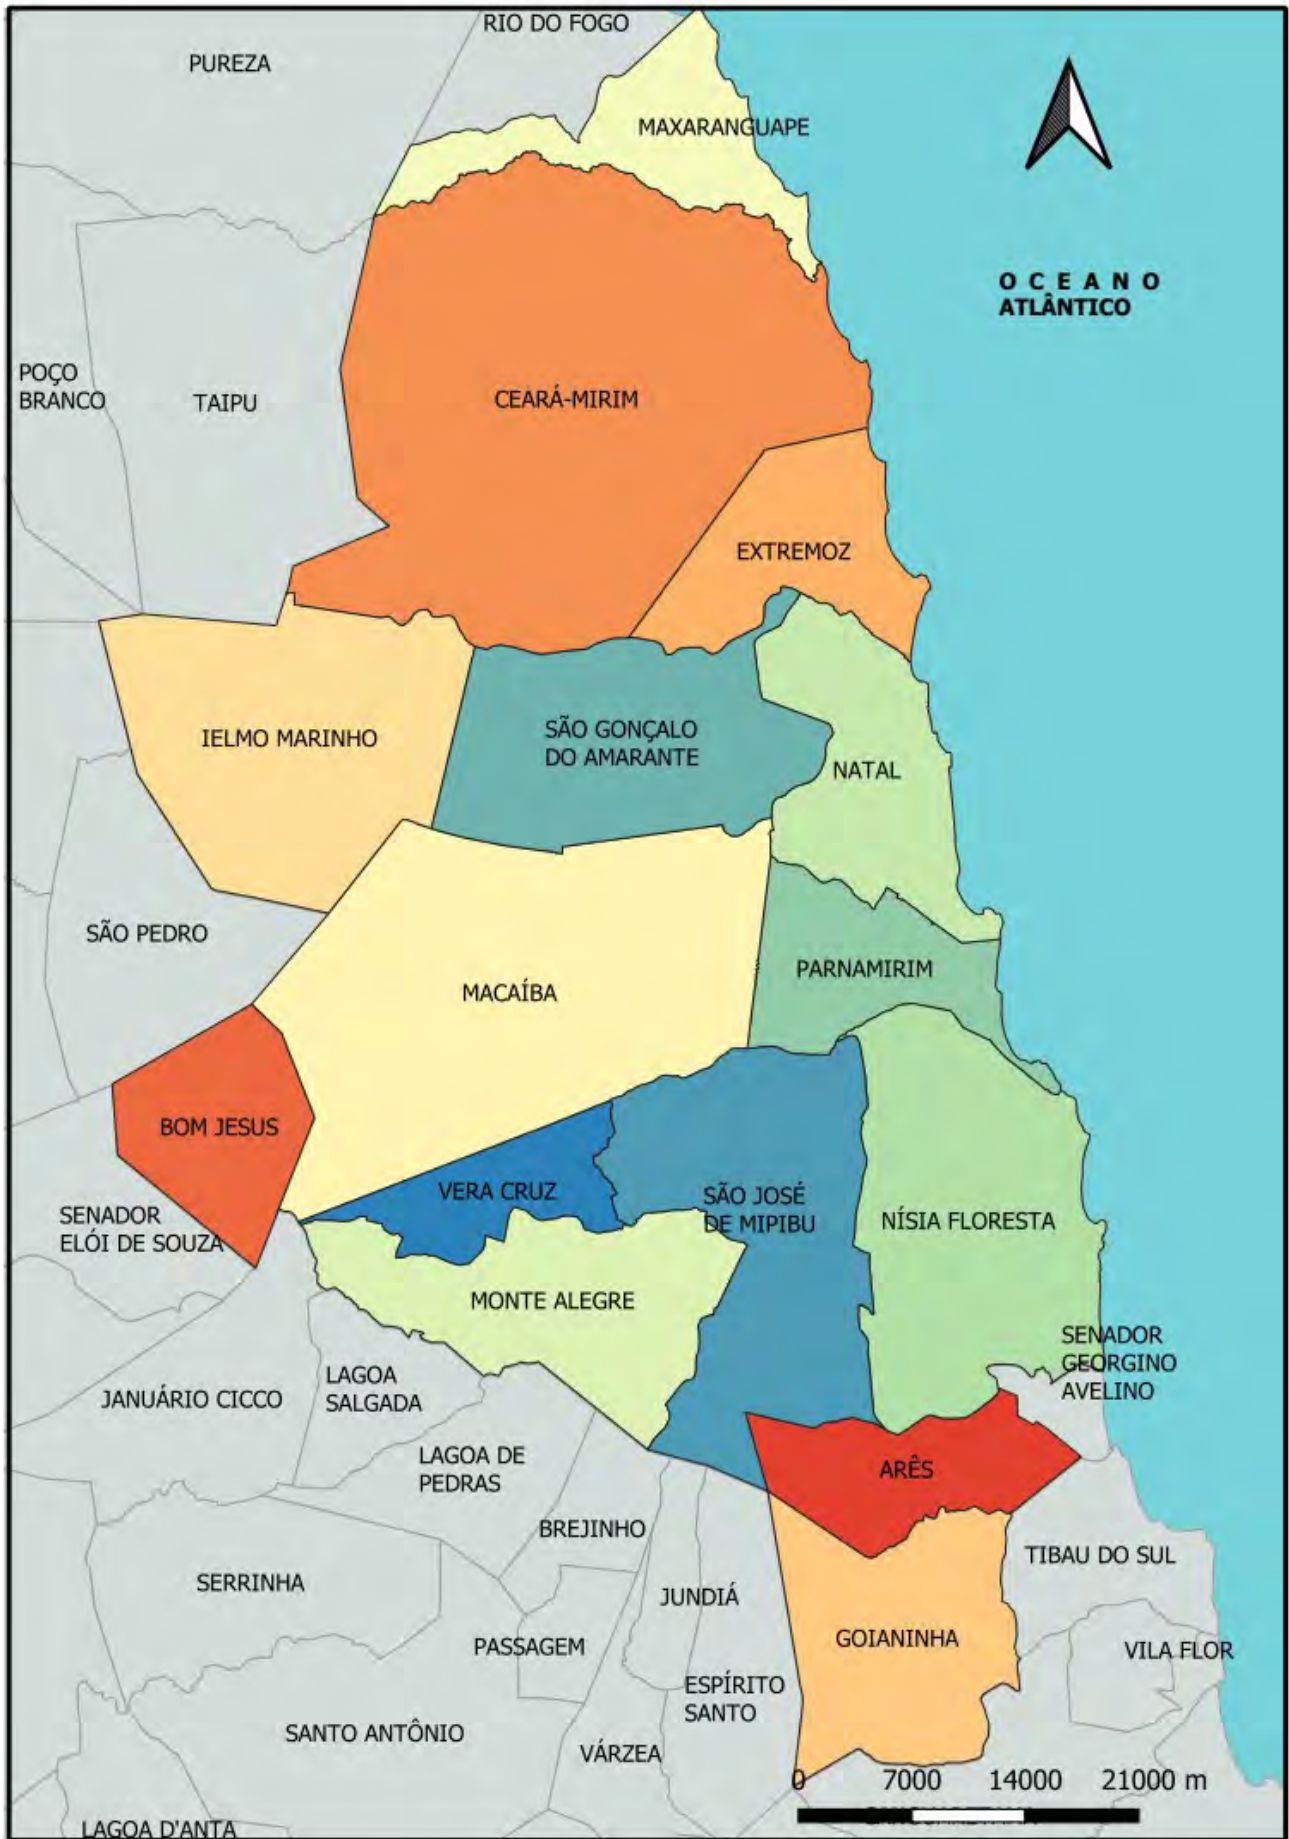 RIO DO FOGO
PUREZA
MAXARANGUAPE
O C E A N O
ATLÂNTICO
POÇO
BRANCO
TAIPU
CEARÁ-MIRIM
EXTREMOZ
IELMO MARINHO
SÃO GONÇALO
DO AMARANTE
NATAL
SÃO PEDRO
MACAÍBA
PARNAMIRIM
BOM JESUS
VERA CRUZ
SÃO JOSÉ
DE MIPIBU
NÍSIA FLORESTA
SENADOR
ELÓI DE SOUZA
MONTE ALEGRE
SENADOR
GEORGINO
AVELINO
JANUÁRIO CICCO
LAGOA
SALGADA
LAGOA DE
PEDRAS
ARÊS
BREJINHO
TIBAU DO SUL
SERRINHA
JUNDIÁ
PASSAGEM
GOIANINHA
VILA FLOR
ESPÍRITO
SANTO
SANTO ANTÔNIO
VÁRZEA
0 7000 14000 21000 m
LAGOA D'ANTA